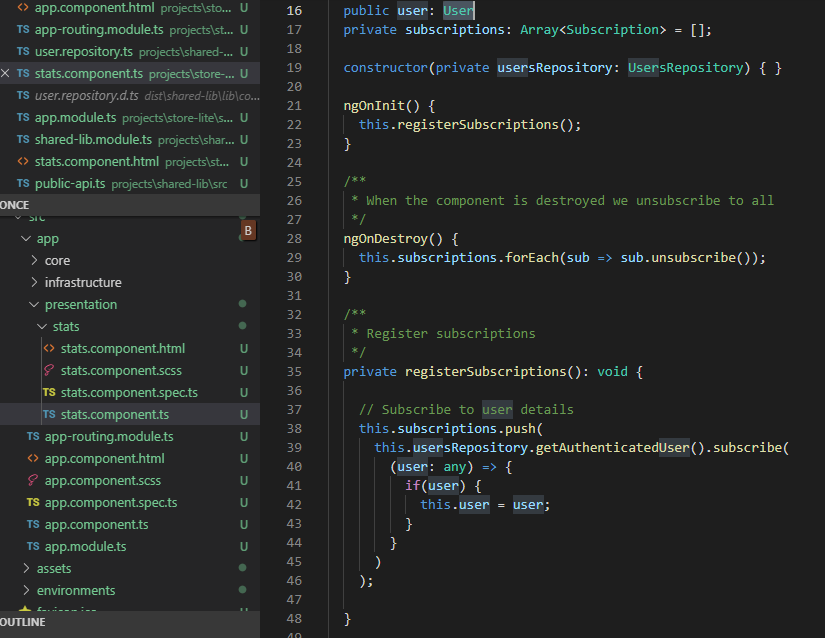 app.component.html projects\sto... U
TS app-routing.module.ts projects\st... U
TS user.repository.ts projects\shared-... U
TS stats.component.ts projects\store-... U
TS user.repository.d.ts dist\shared-lib\lib\co...
TS app.module.ts projects\store-lite\s... U
TS shared-lib.module.ts projects\shar... U
stats.component.html projects\st... U
TS public-api.ts projects\shared-lib\src U
ONCE
src
B
app
core
infrastructure
presentation
stats
stats.component.html U
stats.component.scss U
TS stats.component.spec.ts U
TS stats.component.ts U
TS app-routing.module.ts U
app.component.html U
app.component.scss U
TS app.component.spec.ts U
TS app.component.ts U
TS app.module.ts U
assets
environments
favicon.ico U
OUTLINE
16 public user: User
17 private subscriptions: Array<Subscription> = [];
18
19 constructor(private usersRepository: UsersRepository) { }
20
21 ngOnInit() {
22 this.registerSubscriptions();
23 }
24
25 /**
26 * When the component is destroyed we unsubscribe to all
27 */
28 ngOnDestroy() {
29 this.subscriptions.forEach(sub => sub.unsubscribe());
30 }
31
32 /**
33 * Register subscriptions
34 */
35 private registerSubscriptions(): void {
36
37 // Subscribe to user details
38 this.subscriptions.push(
39 this.usersRepository.getAuthenticatedUser().subscribe(
40 (user: any) => {
41 if(user) {
42 this.user = user;
43 }
44 }
45 )
46 );
47
48 }
49